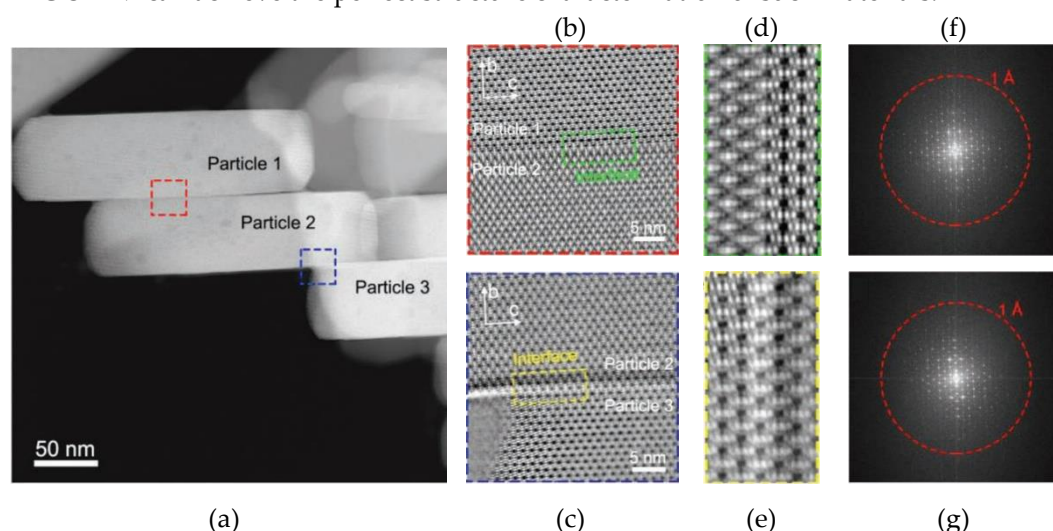 (b) (d) (f)
b
c
Particle 1
Particle 2
Interface
5 nm
1 Å
Particle 1
Particle 2
Particle 3
50 nm
b
c
Interface
Particle 2
Particle 3
5 nm
1 Å
(a) (c) (e) (g)